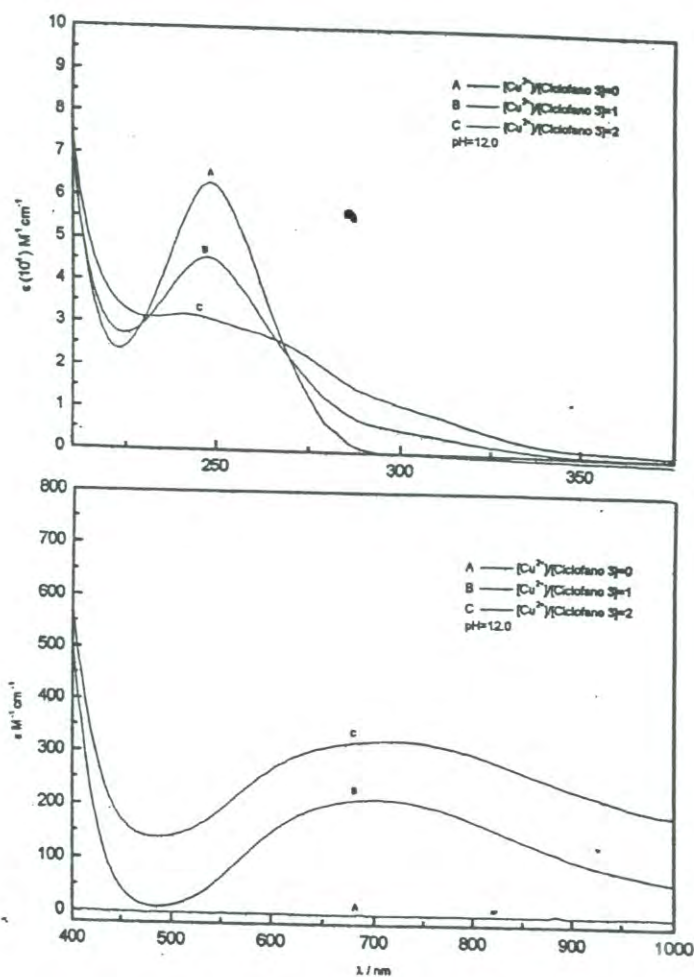 10
9
8
7
6
5
4
3
2
1
0
ε (10⁴) M⁻¹ cm⁻¹
A — [Cu²⁺]/[Ciclofano 3]=0
B — [Cu²⁺]/[Ciclofano 3]=1
C — [Cu²⁺]/[Ciclofano 3]=2
pH=12.0
A
B
C
250 300 350
800
700
600
500
400
300
200
100
0
ε M⁻¹ cm⁻¹
A — [Cu²⁺]/[Ciclofano 3]=0
B — [Cu²⁺]/[Ciclofano 3]=1
C — [Cu²⁺]/[Ciclofano 3]=2
pH=12.0
C
B
A
400 500 600 700 800 900 1000
λ / nm